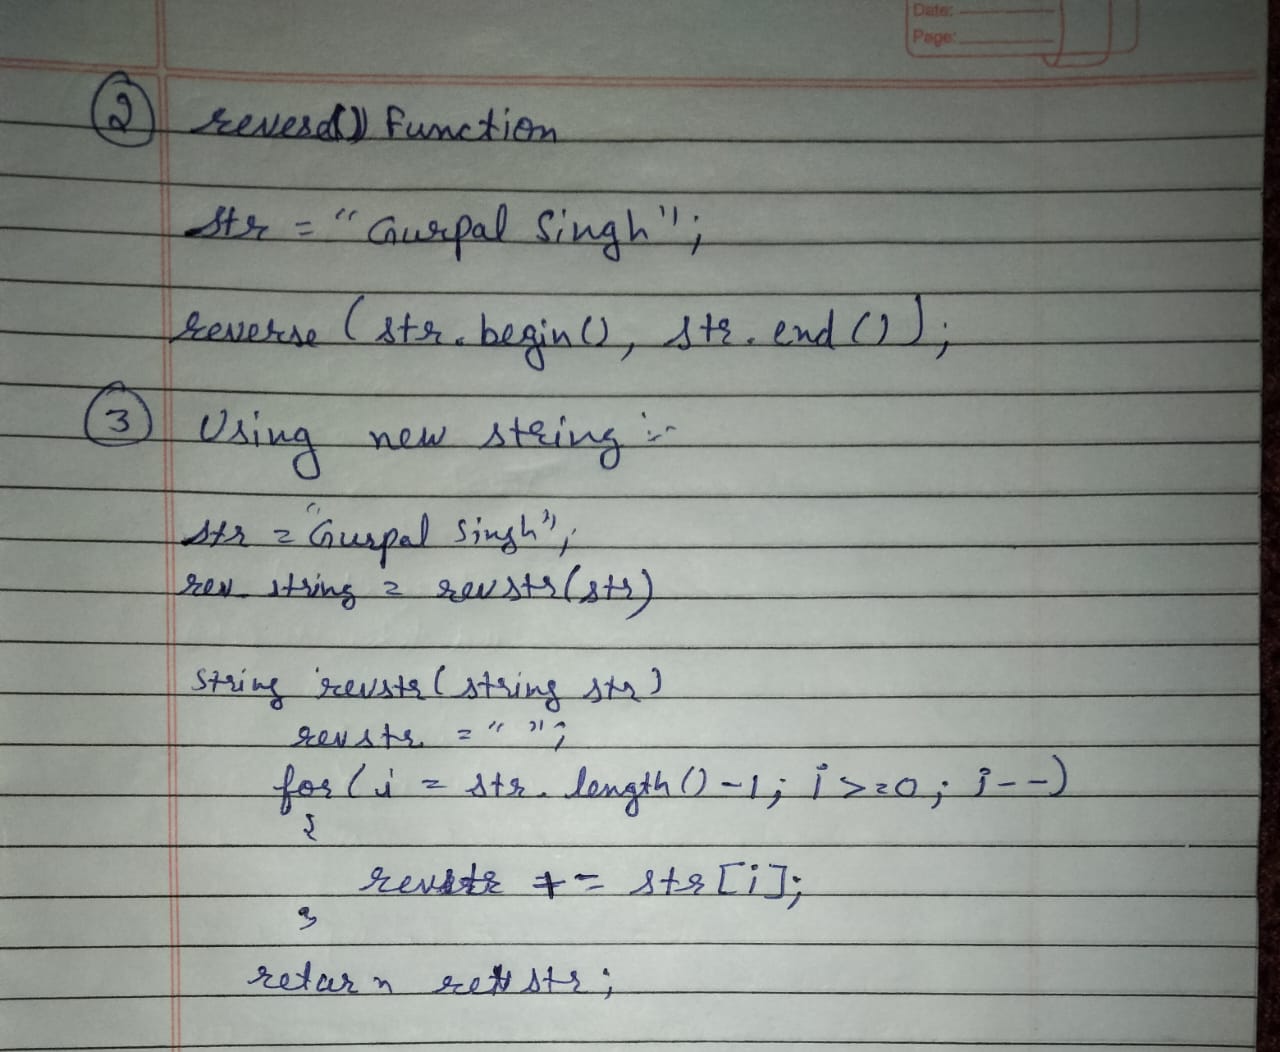 Date:
Page:
② revese() function
str = "Gurpal Singh";
reverse (str.begin(), str.end());
③ Using new string :-
str = "Gurpal Singh";
rev string = revstr(str)
string revstr(string str)
revstr = " ";
for (i = str.length()-1; i>=0; i--)
{
revstr += str[i];
}
return revstr;